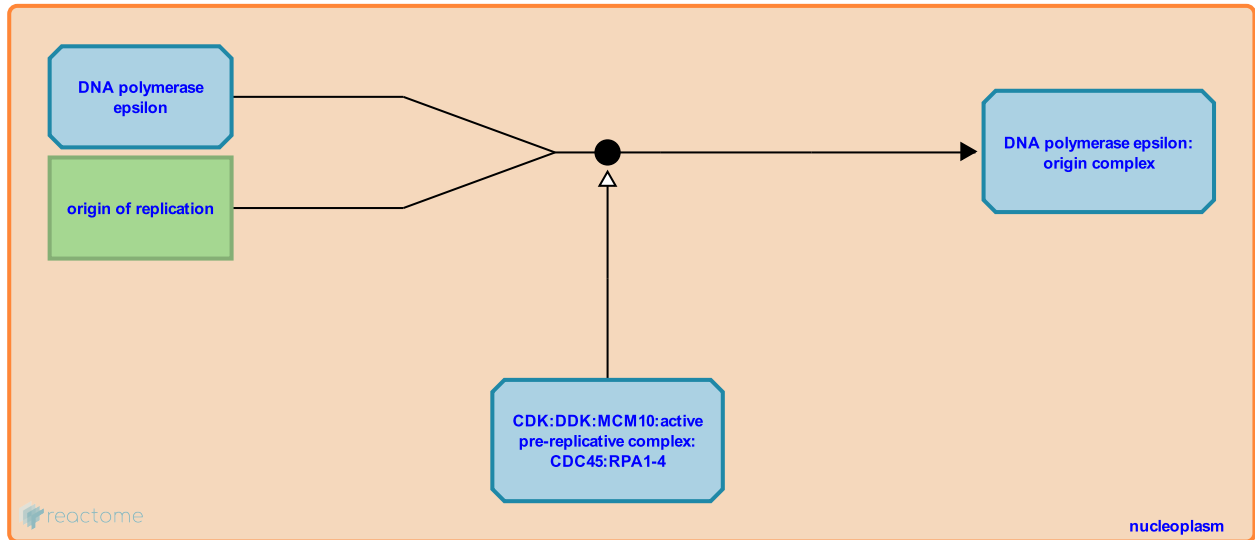 DNA polymerase
epsilon
origin of replication
DNA polymerase epsilon:
origin complex
CDK:DDK:MCM10:active
pre-replicative complex:
CDC45:RPA1-4
reactome
nucleoplasm